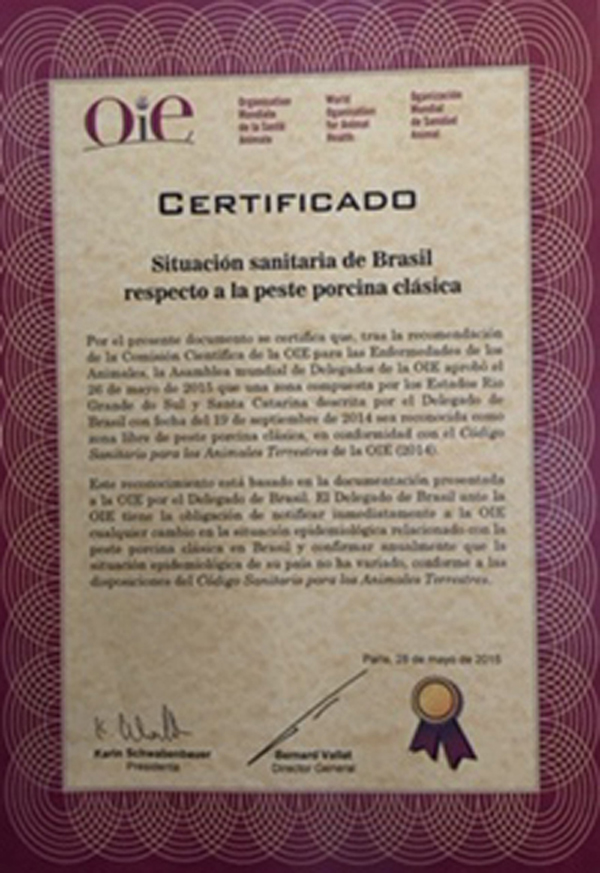 Oie
Organisation
Mondiale
de la Santé
Animale
World
Organisation
for Animal
Health
Organización
Mundial
de Sanidad
Animal
CERTIFICADO
Situación sanitaria de Brasil
respecto a la peste porcina clásica
Por el presente documento se certifica que, tras la recomendación
de la Comisión Científica de la OIE para las Enfermedades de los
Animales, la Asamblea mundial de Delegados de la OIE aprobó el
26 de mayo de 2015 que una zona compuesta por los Estados Rio
Grande do Sul y Santa Catarina descrita por el Delegado de
Brasil con fecha del 19 de septiembre de 2014 sea reconocida como
zona libre de peste porcina clásica, en conformidad con el Código
Sanitario para los Animales Terrestres de la OIE (2014).
Este reconocimiento está basado en la documentación presentada
a la OIE por el Delegado de Brasil. El Delegado de Brasil ante la
OIE tiene la obligación de notificar inmediatamente a la OIE
cualquier cambio en la situación epidemiológica relacionado con la
peste porcina clásica en Brasil y confirmar anualmente que la
situación epidemiológica de su país no ha variado, conforme a las
disposiciones del Código Sanitario para los Animales Terrestres.
París, 28 de mayo de 2015
Karin Schwabenbauer
Presidenta
Bernard Vallat
Director General